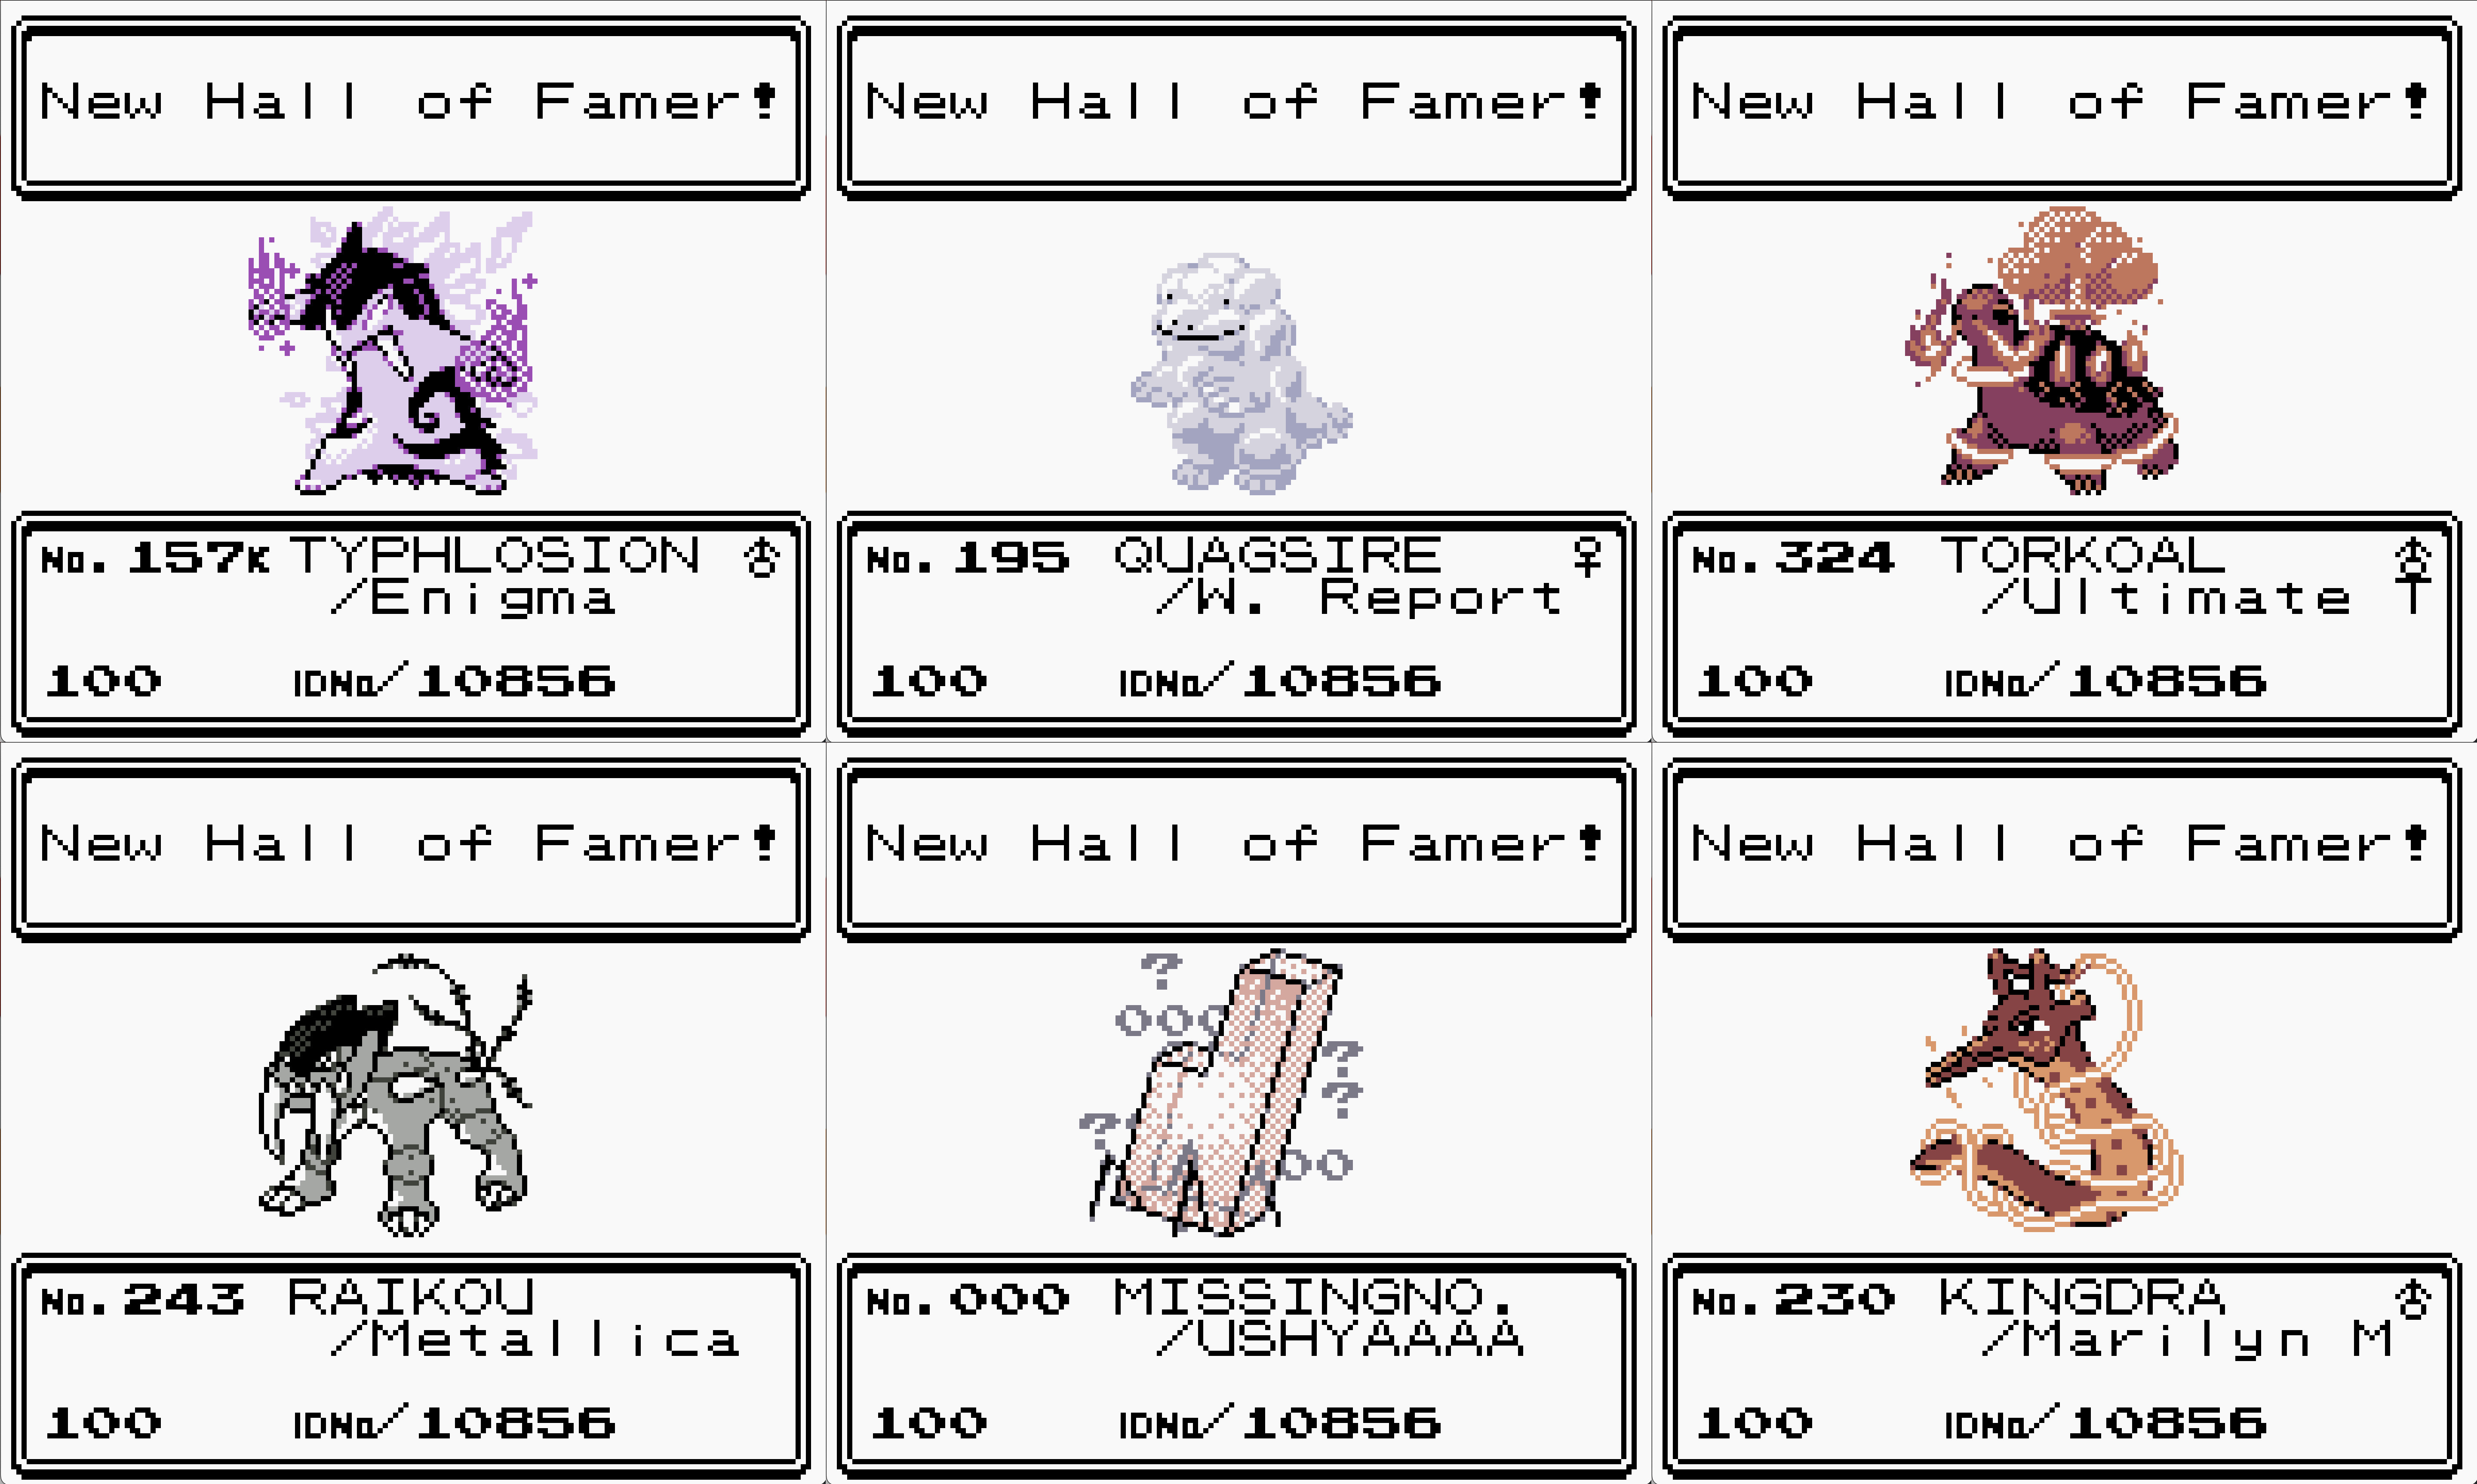 New Hall of Famer!
No. 157K TYPHLOSION
/Enigma
100 IDNo/10856
New Hall of Famer!
No. 195 QUAGSIRE ♀
/W. Report
100 IDNo/10856
New Hall of Famer!
No. 324 TORKOAL
/Ultimate T
100 IDNo/10856
New Hall of Famer!
No. 243 RAIKOU
/Metallica
100 IDNo/10856
New Hall of Famer!
? 000 ? ? ? 00
No. 000 MISSINGNO.
/USHYAAAA
100 IDNo/10856
New Hall of Famer!
No. 230 KINGDRA
/Marilyn M
100 IDNo/10856